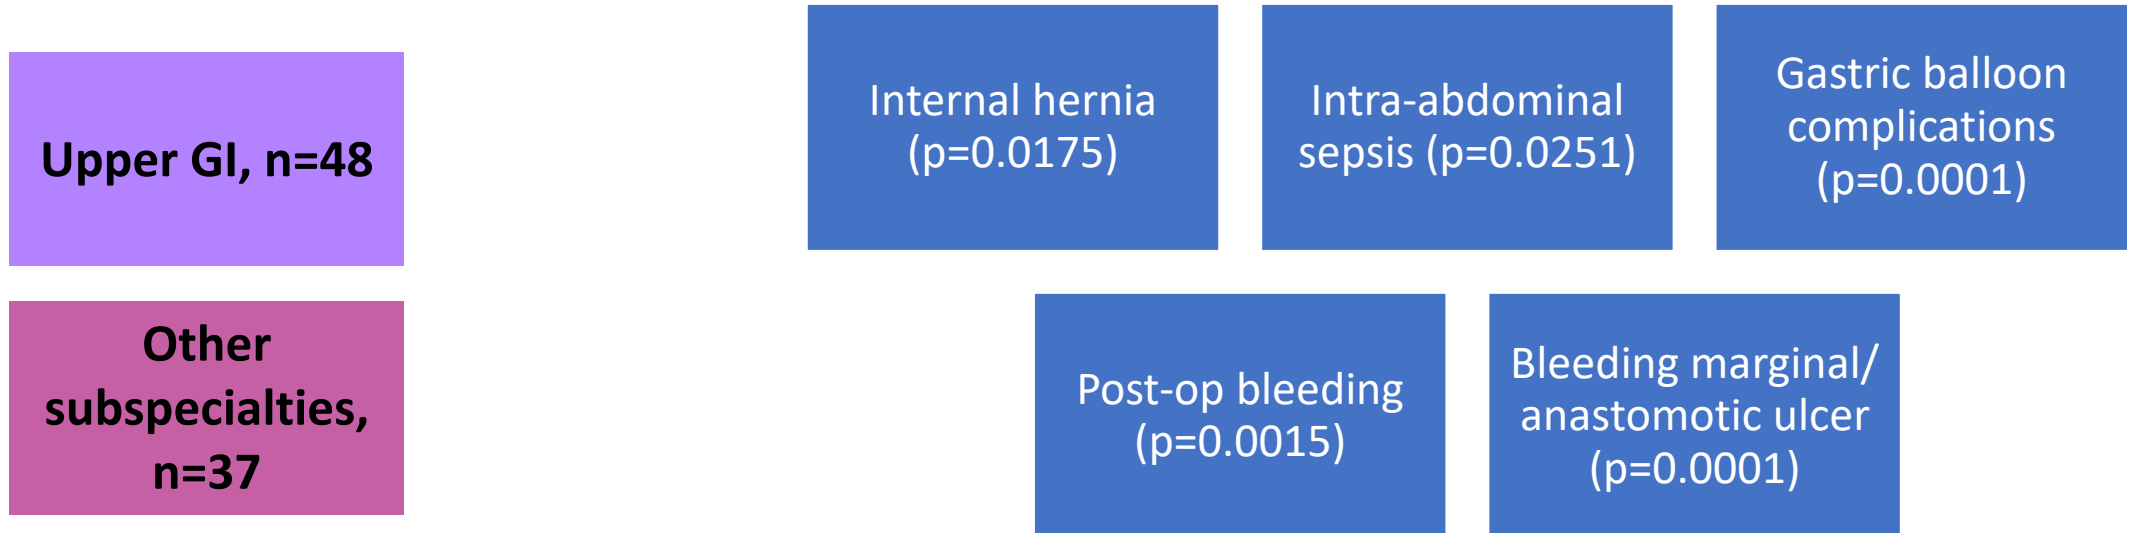 Upper GI, n=48
Other
subspecialties,
n=37
Internal hernia
(p=0.0175)
Intra-abdominal
sepsis (p=0.0251)
Gastric balloon
complications
(p=0.0001)
Post-op bleeding
(p=0.0015)
Bleeding marginal/
anastomotic ulcer
(p=0.0001)